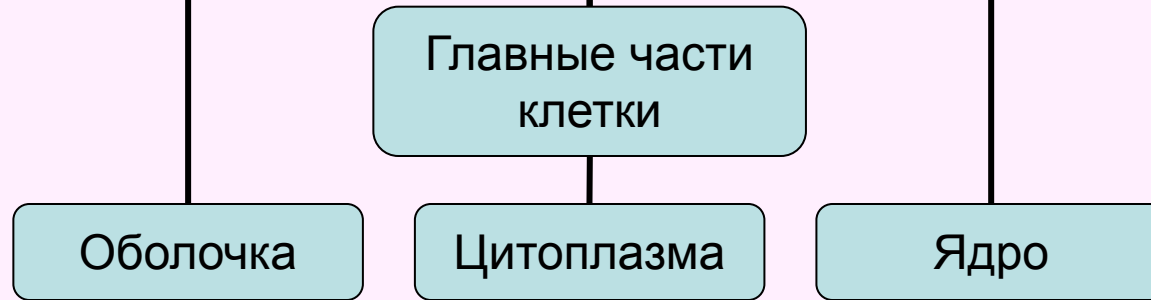 Главные части
клетки
Оболочка
Цитоплазма
Ядро